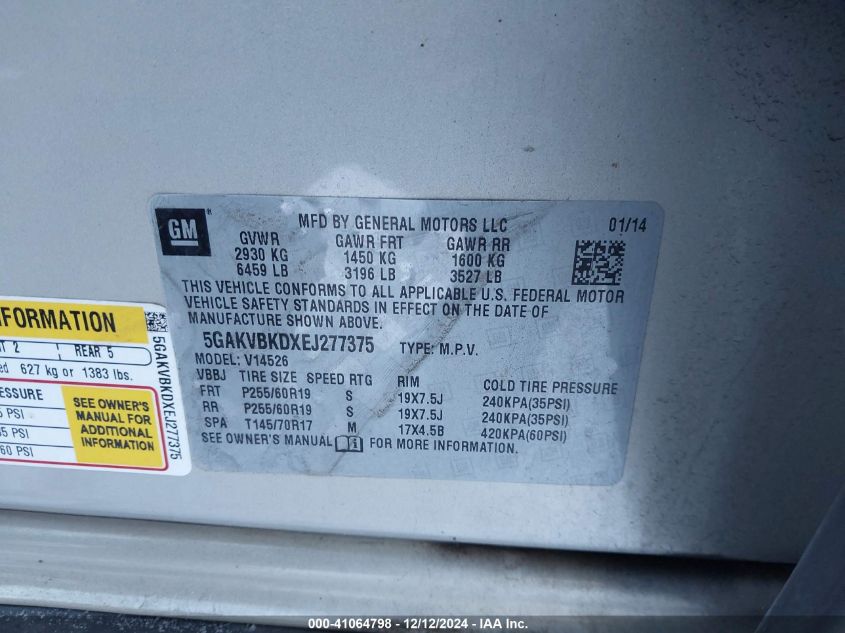 GM
MFD BY GENERAL MOTORS LLC 01/14
GVWR GAWR FRT GAWR RR
2930 KG 1450 KG 1600 KG
6459 LB 3196 LB 3527 LB
THIS VEHICLE CONFORMS TO ALL APPLICABLE U.S. FEDERAL MOTOR
VEHICLE SAFETY STANDARDS IN EFFECT ON THE DATE OF
MANUFACTURE SHOWN ABOVE.
5GAKVBKDXEJ277375 TYPE: M.P.V.
MODEL: V14526
VBBJ TIRE SIZE SPEED RTG RIM COLD TIRE PRESSURE
FRT P255/60R19 S 19X7.5J 240KPA(35PSI)
RR P255/60R19 S 19X7.5J 240KPA(35PSI)
SPA T145/70R17 M 17X4.5B 420KPA(60PSI)
SEE OWNER'S MANUAL FOR MORE INFORMATION.
INFORMATION
2 REAR 5
627 kg or 1383 lbs.
PSI
PSI
60 PSI
SEE OWNER'S
MANUAL FOR
ADDITIONAL
INFORMATION
5GAKVBKDXEJ277375
000-41064798 - 12/12/2024 - IAA Inc.